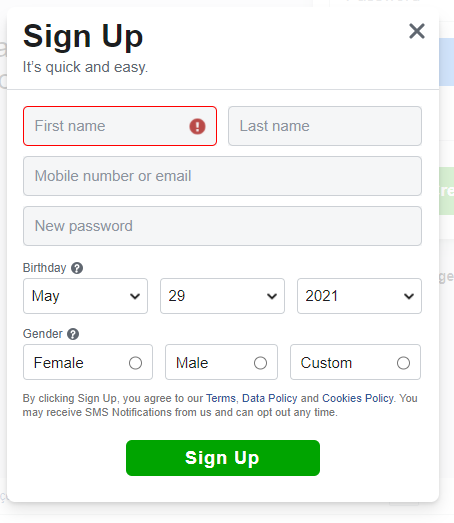 Sign Up
It's quick and easy.
First name
Last name
Mobile number or email
New password
Birthday
May
29
2021
Gender
Female
Male
Custom
By clicking Sign Up, you agree to our Terms, Data Policy and Cookies Policy. You
may receive SMS Notifications from us and can opt out any time.
Sign Up